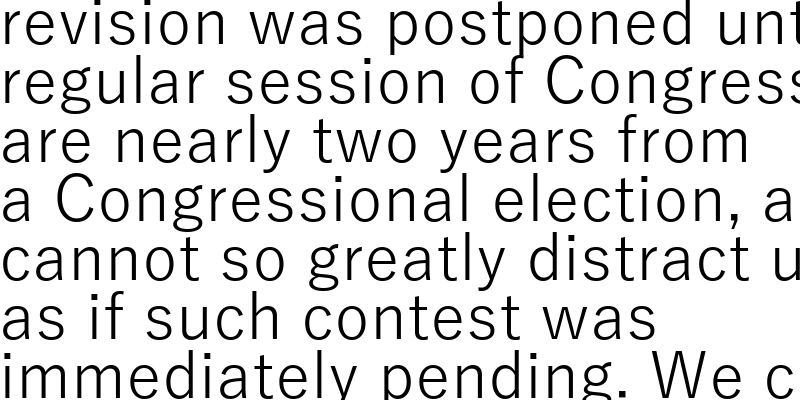 revision was postponed unt
regular session of Congress
are nearly two years from
a Congressional election, a
cannot so greatly distract u
as if such contest was
immediately pending. We c